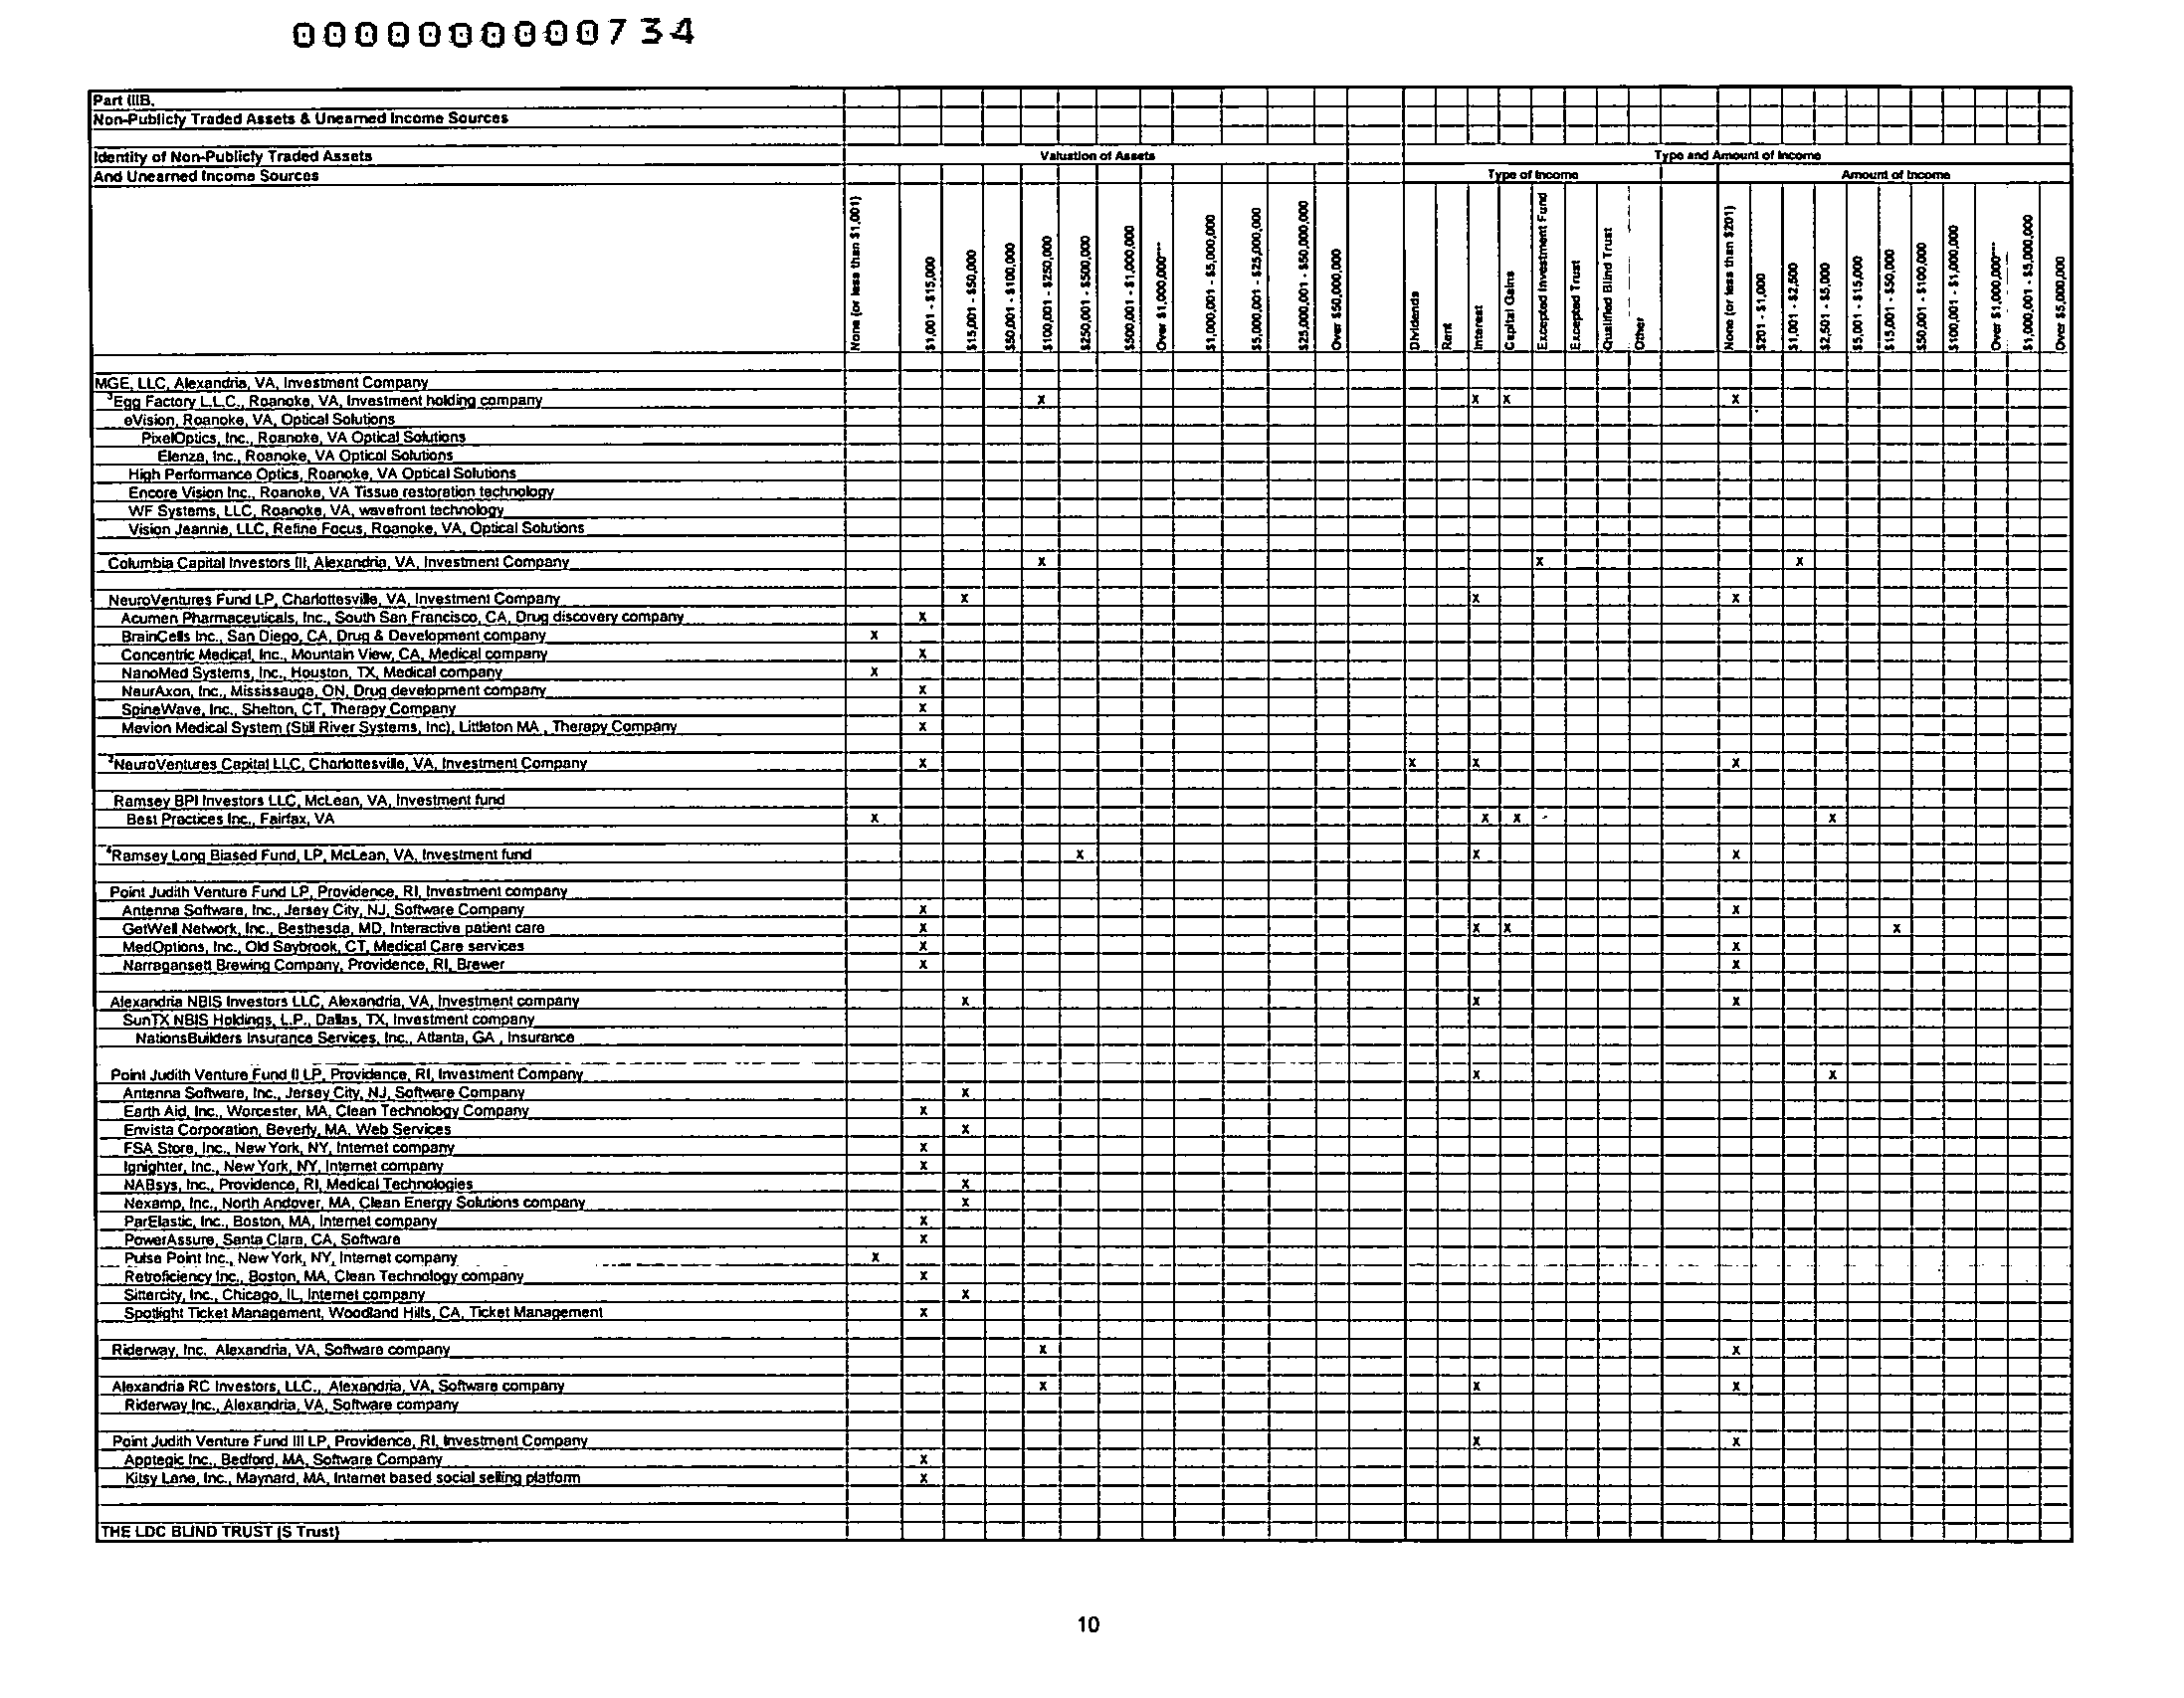 000000000734
Part IIIB.
Non-Publicly Traded Assets & Unearned Income Sources
Identity of Non-Publicly Traded Assets Valuation of Assets Type and Amount of Income
And Unearned Income Sources Type of Income Amount of Income
None (or less than $1,001)
$1,001 - $15,000
$15,001 - $50,000
$50,001 - $100,000
$100,001 - $250,000
$250,001 - $500,000
$500,001 - $1,000,000
Over $1,000,000***
$1,000,001 - $5,000,000
$5,000,001 - $25,000,000
$25,000,001 - $50,000,000
Over $50,000,000
Dividends
Rent
Interest
Capital Gains
Excepted Investment Fund
Excepted Trust
Qualified Blind Trust
Other
None (or less than $201)
$201 - $1,000
$1,001 - $2,500
$2,501 - $5,000
$5,001 - $15,000
$15,001 - $50,000
$50,001 - $100,000
$100,001 - $1,000,000
Over $1,000,000***
$1,000,001 - $5,000,000
Over $5,000,000
MGE, LLC, Alexandria, VA, Investment Company
³Egg Factory L.L.C., Roanoke, VA, Investment holding company x x x x
eVision, Roanoke, VA, Optical Solutions
PixelOptics, Inc., Roanoke, VA Optical Solutions
Elenza, Inc., Roanoke, VA Optical Solutions
High Performance Optics, Roanoke, VA Optical Solutions
Encore Vision Inc., Roanoke, VA Tissue restoration technology
WF Systems, LLC, Roanoke, VA, wavefront technology
Vision Jeannie, LLC, Refine Focus, Roanoke, VA, Optical Solutions
Columbia Capital Investors III, Alexandria, VA, Investment Company x x x
NeuroVentures Fund LP, Charlottesville, VA, Investment Company x x x
Acumen Pharmaceuticals, Inc., South San Francisco, CA, Drug discovery company x
BrainCells Inc., San Diego, CA, Drug & Development company x
Concentric Medical, Inc., Mountain View, CA, Medical company x
NanoMed Systems, Inc., Houston, TX, Medical company x
NeurAxon, Inc., Mississauga, ON, Drug development company x
SpineWave, Inc., Shelton, CT, Therapy Company x
Mevion Medical System (Still River Systems, Inc), Littleton MA , Therapy Company x
³NeuroVentures Capital LLC, Charlottesville, VA, Investment Company x x x x
Ramsey BPI Investors LLC, McLean, VA, Investment fund
Best Practices Inc., Fairfax, VA x x x x
⁴Ramsey Long Biased Fund, LP, McLean, VA, Investment fund x x x
Point Judith Venture Fund LP, Providence, RI, Investment company
Antenna Software, Inc., Jersey City, NJ, Software Company x x
GetWell Network, Inc., Besthesda, MD, Interactive patient care x x x x
MedOptions, Inc., Old Saybrook, CT, Medical Care services x x
Narragansett Brewing Company, Providence, RI, Brewer x x
Alexandria NBIS Investors LLC, Alexandria, VA, Investment company x x x
SunTX NBIS Holdings, L.P., Dallas, TX, Investment company
NationsBuilders Insurance Services, Inc., Atlanta, GA , Insurance
Point Judith Venture Fund II LP, Providence, RI, Investment Company x x
Antenna Software, Inc., Jersey City, NJ, Software Company x
Earth Aid, Inc., Worcester, MA, Clean Technology Company x
Envista Corporation, Beverly, MA, Web Services x
FSA Store, Inc., New York, NY, Internet company x
Ignighter, Inc., New York, NY, Internet company x
NABsys, Inc., Providence, RI, Medical Technologies x
Nexamp, Inc., North Andover, MA, Clean Energy Solutions company x
ParElastic, Inc., Boston, MA, Internet company x
PowerAssure, Santa Clara, CA, Software x
Pulse Point Inc., New York, NY, Internet company x
Retroficiency Inc., Boston, MA, Clean Technology company x
Sittercity, Inc., Chicago, IL, Internet company x
Spotlight Ticket Management, Woodland Hills, CA, Ticket Management x
Riderway, Inc. Alexandria, VA, Software company x x
Alexandria RC Investors, LLC., Alexandria, VA, Software company x x x
Riderway Inc., Alexandria, VA, Software company
Point Judith Venture Fund III LP, Providence, RI, Investment Company x x
Apptegic Inc., Bedford, MA, Software Company x
Kitsy Lane, Inc., Maynard, MA, Internet based social selling platform x
THE LDC BLIND TRUST (S Trust)
10